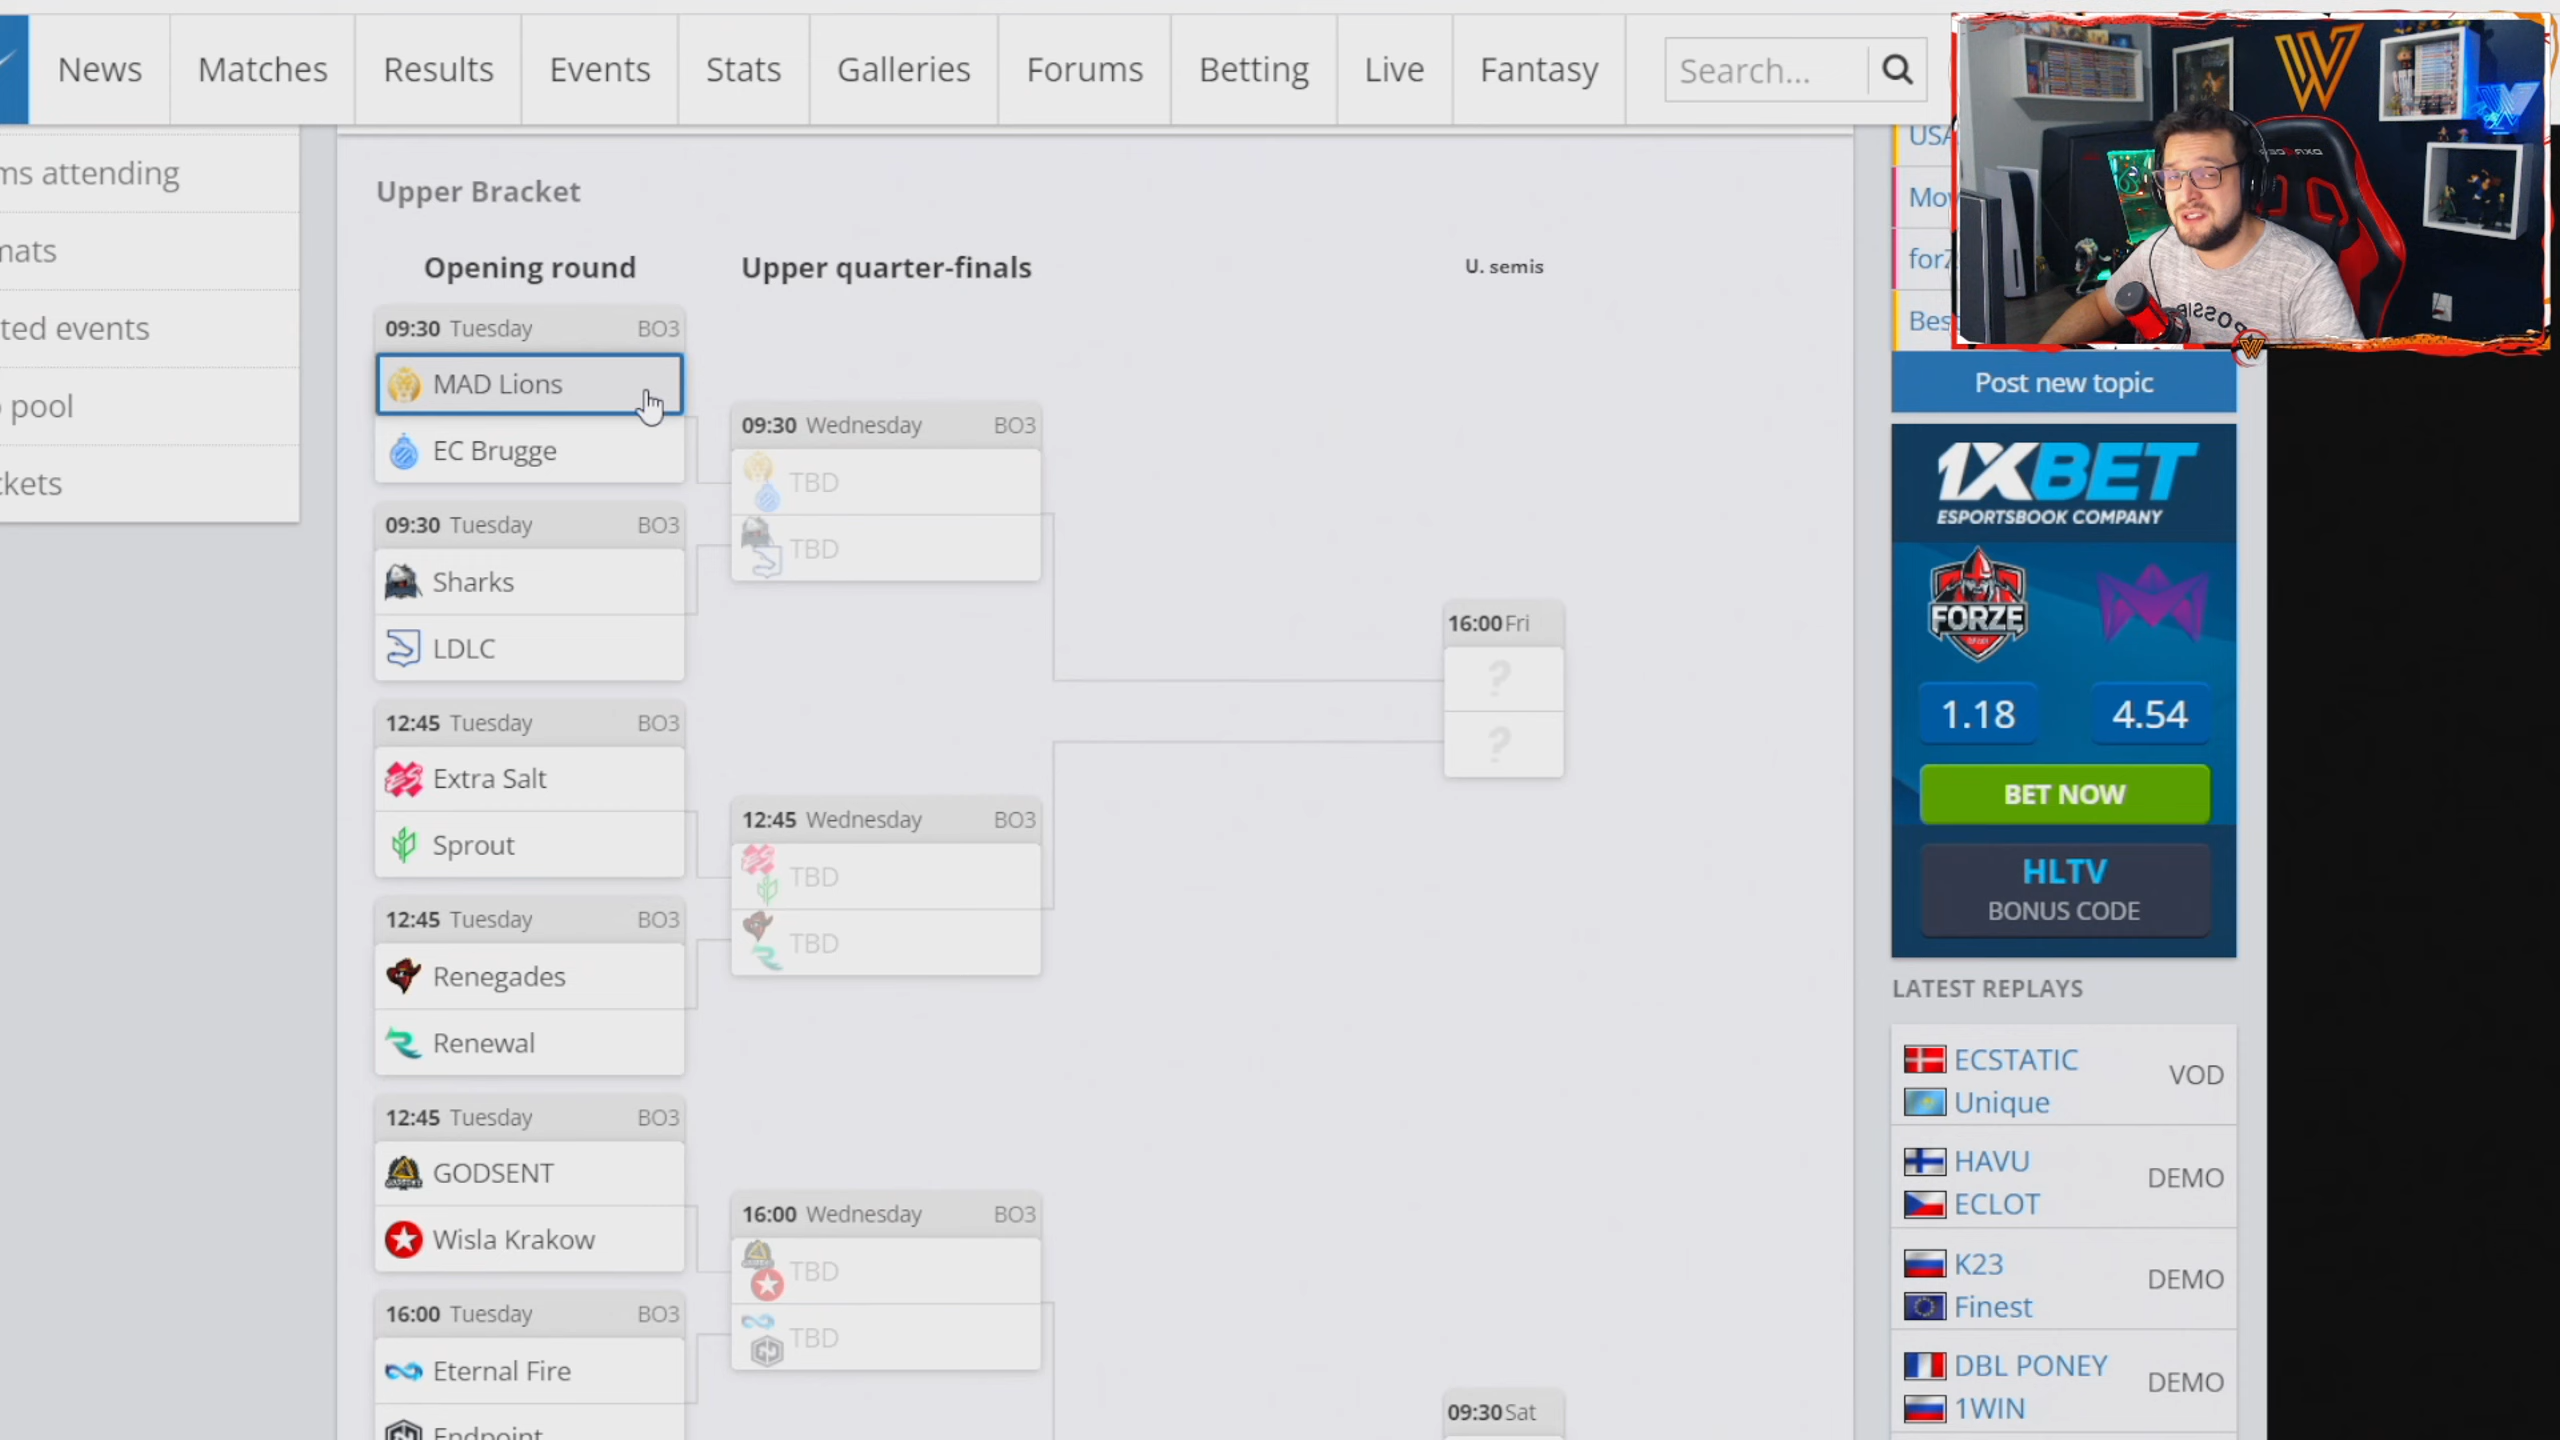 News Matches Results Events Stats Galleries Forums Betting Live Fantasy Search...
ms attending
mats
ted events
pool
kets
Upper Bracket
Opening round Upper quarter-finals U. semis
09:30 Tuesday BO3
MAD Lions
EC Brugge
09:30 Tuesday BO3
Sharks
LDLC
12:45 Tuesday BO3
Extra Salt
Sprout
12:45 Tuesday BO3
Renegades
Renewal
12:45 Tuesday BO3
GODSENT
Wisla Krakow
16:00 Tuesday BO3
Eternal Fire
Endpoint
09:30 Wednesday BO3
TBD
TBD
12:45 Wednesday BO3
TBD
TBD
16:00 Wednesday BO3
TBD
TBD
16:00 Fri
?
?
09:30 Sat
USA
Mov
forZ
Bes
Post new topic
1XBET
ESPORTSBOOK COMPANY
FORZE
1.18 4.54
BET NOW
HLTV
BONUS CODE
LATEST REPLAYS
ECSTATIC
Unique
VOD
HAVU
ECLOT
DEMO
K23
Finest
DEMO
DBL PONEY
1WIN
DEMO